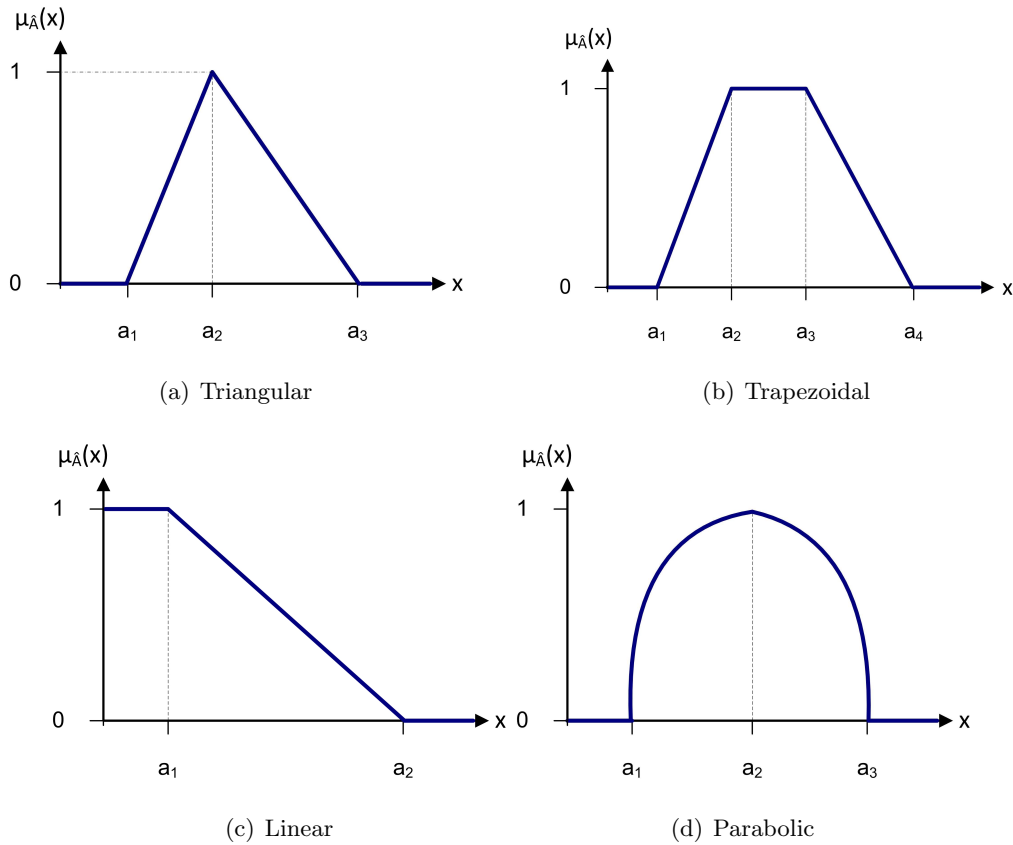 μÂ(x)
1
0
x
a₁ a₂ a₃
(a) Triangular
μÂ(x)
1
0
x
a₁ a₂ a₃ a₄
(b) Trapezoidal
μÂ(x)
1
0
x
a₁ a₂
(c) Linear
μÂ(x)
1
0
x
a₁ a₂ a₃
(d) Parabolic